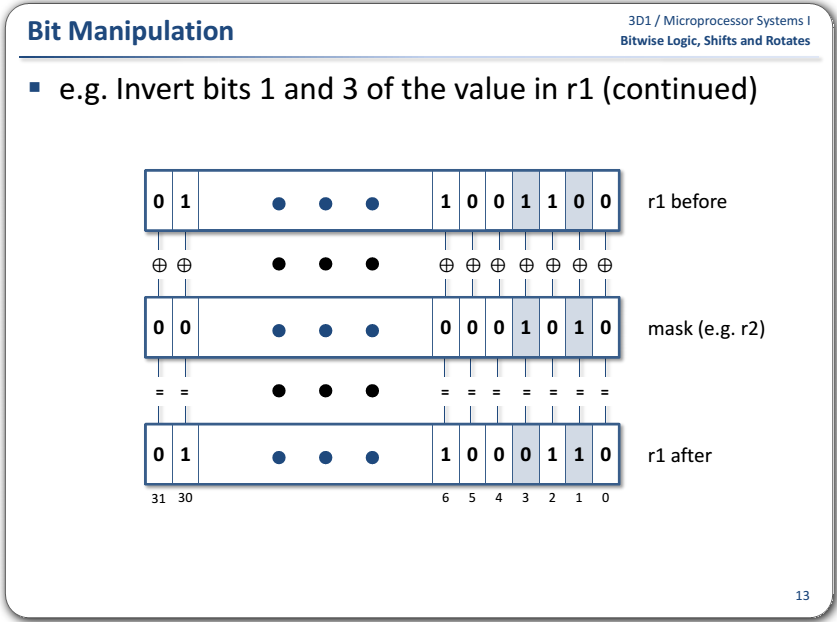 Bit Manipulation
3D1 / Microprocessor Systems I
Bitwise Logic, Shifts and Rotates
▪ e.g. Invert bits 1 and 3 of the value in r1 (continued)
0 1 ● ● ● 1 0 0 1 1 0 0 r1 before
⊕ ⊕ ● ● ● ⊕ ⊕ ⊕ ⊕ ⊕ ⊕ ⊕
0 0 ● ● ● 0 0 0 1 0 1 0 mask (e.g. r2)
= = ● ● ● = = = = = = =
0 1 ● ● ● 1 0 0 0 1 1 0 r1 after
31 30 6 5 4 3 2 1 0
13